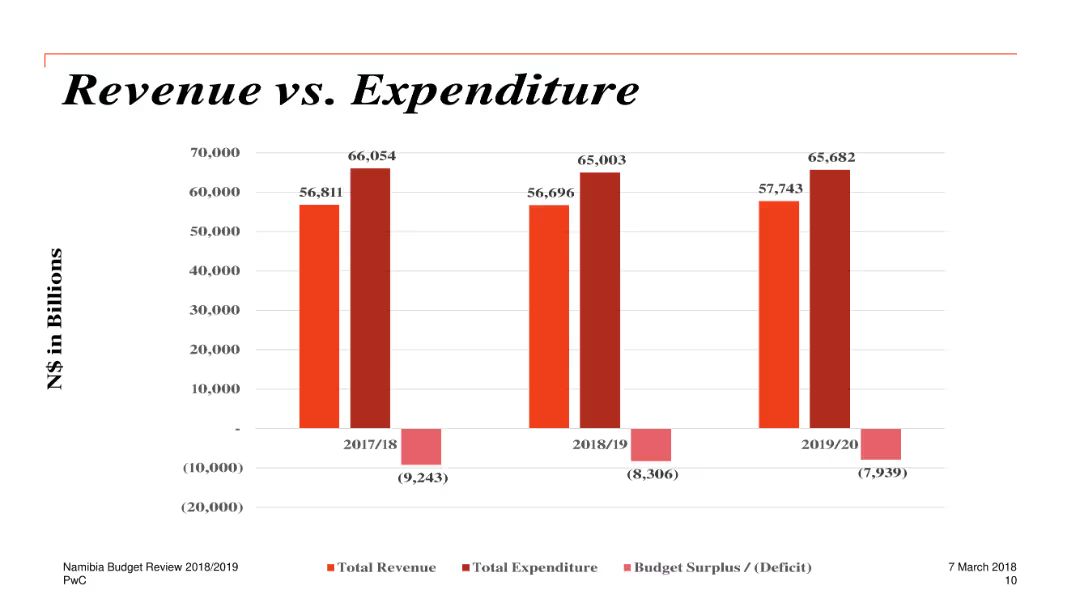 Revenue vs. Expenditure
N$ in Billions
70,000
60,000
50,000
40,000
30,000
20,000
10,000
-
(10,000)
(20,000)
56,811
66,054
2017/18
(9,243)
56,696
65,003
2018/19
(8,306)
57,743
65,682
2019/20
(7,939)
Total Revenue
Total Expenditure
Budget Surplus / (Deficit)
Namibia Budget Review 2018/2019
PwC
7 March 2018
10